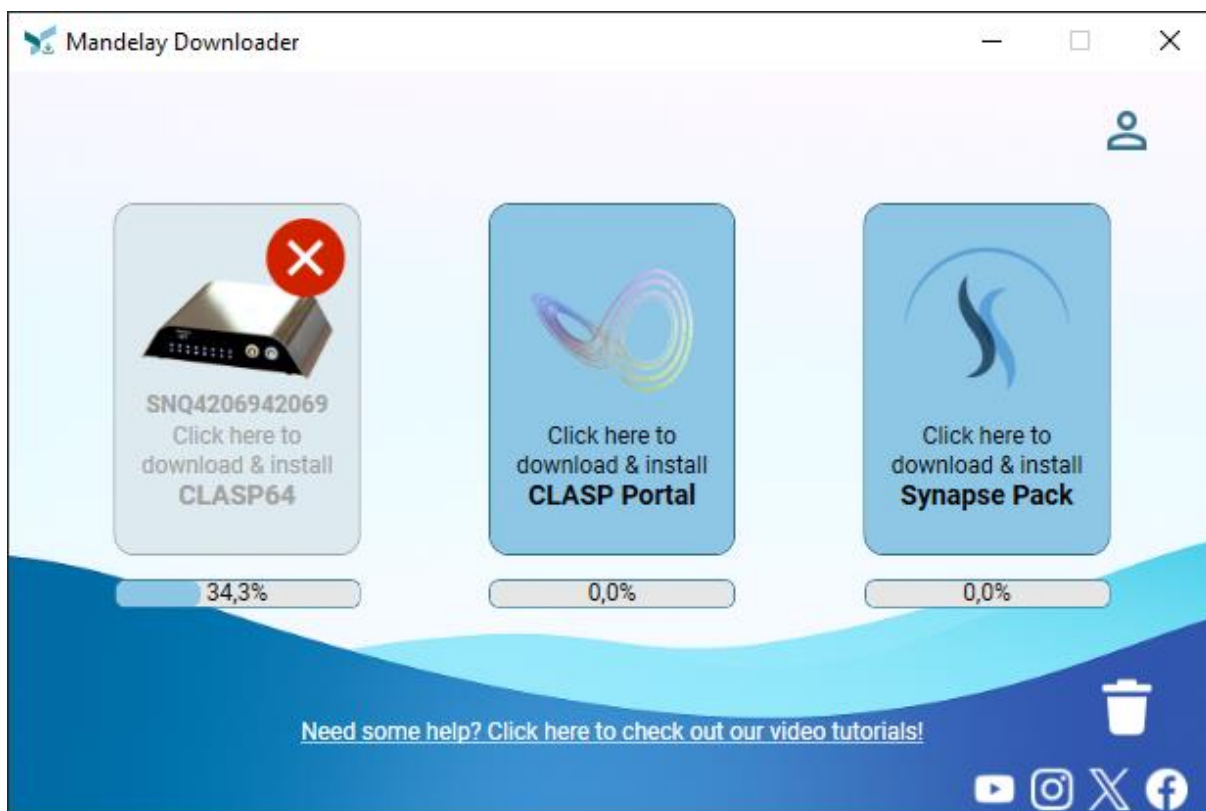 Mandelay Downloader
SNQ4206942069
Click here to
download & install
CLASP64
34,3%
Click here to
download & install
CLASP Portal
0,0%
Click here to
download & install
Synapse Pack
0,0%
Need some help? Click here to check out our video tutorials!